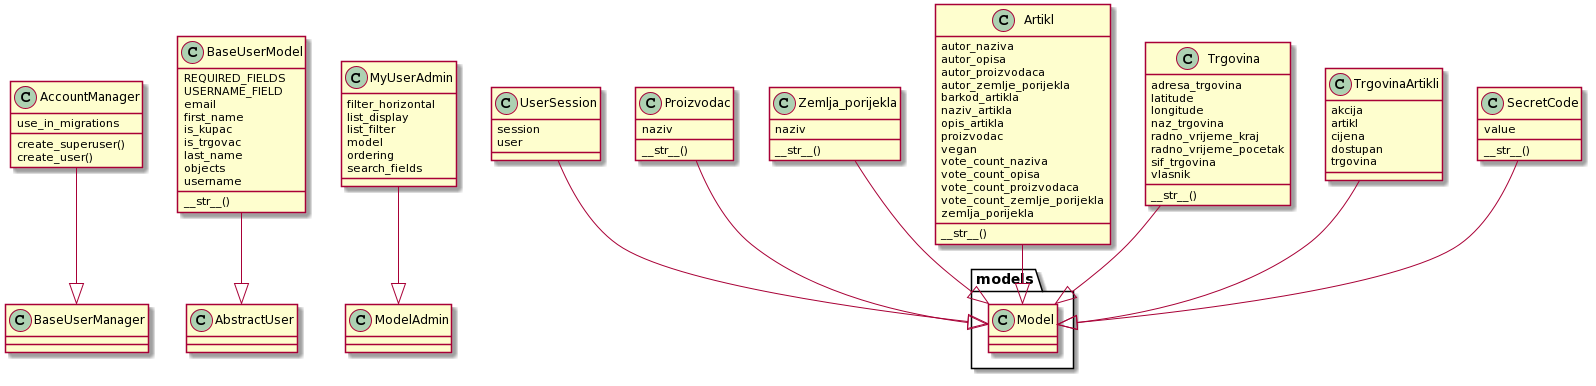 C AccountManager
use_in_migrations
create_superuser()
create_user()
C BaseUserModel
REQUIRED_FIELDS
USERNAME_FIELD
email
first_name
is_kupac
is_trgovac
last_name
objects
username
__str__()
C MyUserAdmin
filter_horizontal
list_display
list_filter
model
ordering
search_fields
C UserSession
session
user
C Proizvodac
naziv
__str__()
C Zemlja_porijekla
naziv
__str__()
C Artikl
autor_naziva
autor_opisa
autor_proizvodaca
autor_zemlje_porijekla
barkod_artikla
naziv_artikla
opis_artikla
proizvodac
vegan
vote_count_naziva
vote_count_opisa
vote_count_proizvodaca
vote_count_zemlje_porijekla
zemlja_porijekla
__str__()
C Trgovina
adresa_trgovina
latitude
longitude
naz_trgovina
radno_vrijeme_kraj
radno_vrijeme_pocetak
sif_trgovina
vlasnik
__str__()
C TrgovinaArtikli
akcija
artikl
cijena
dostupan
trgovina
C SecretCode
value
__str__()
C BaseUserManager
C AbstractUser
C ModelAdmin
models
C Model